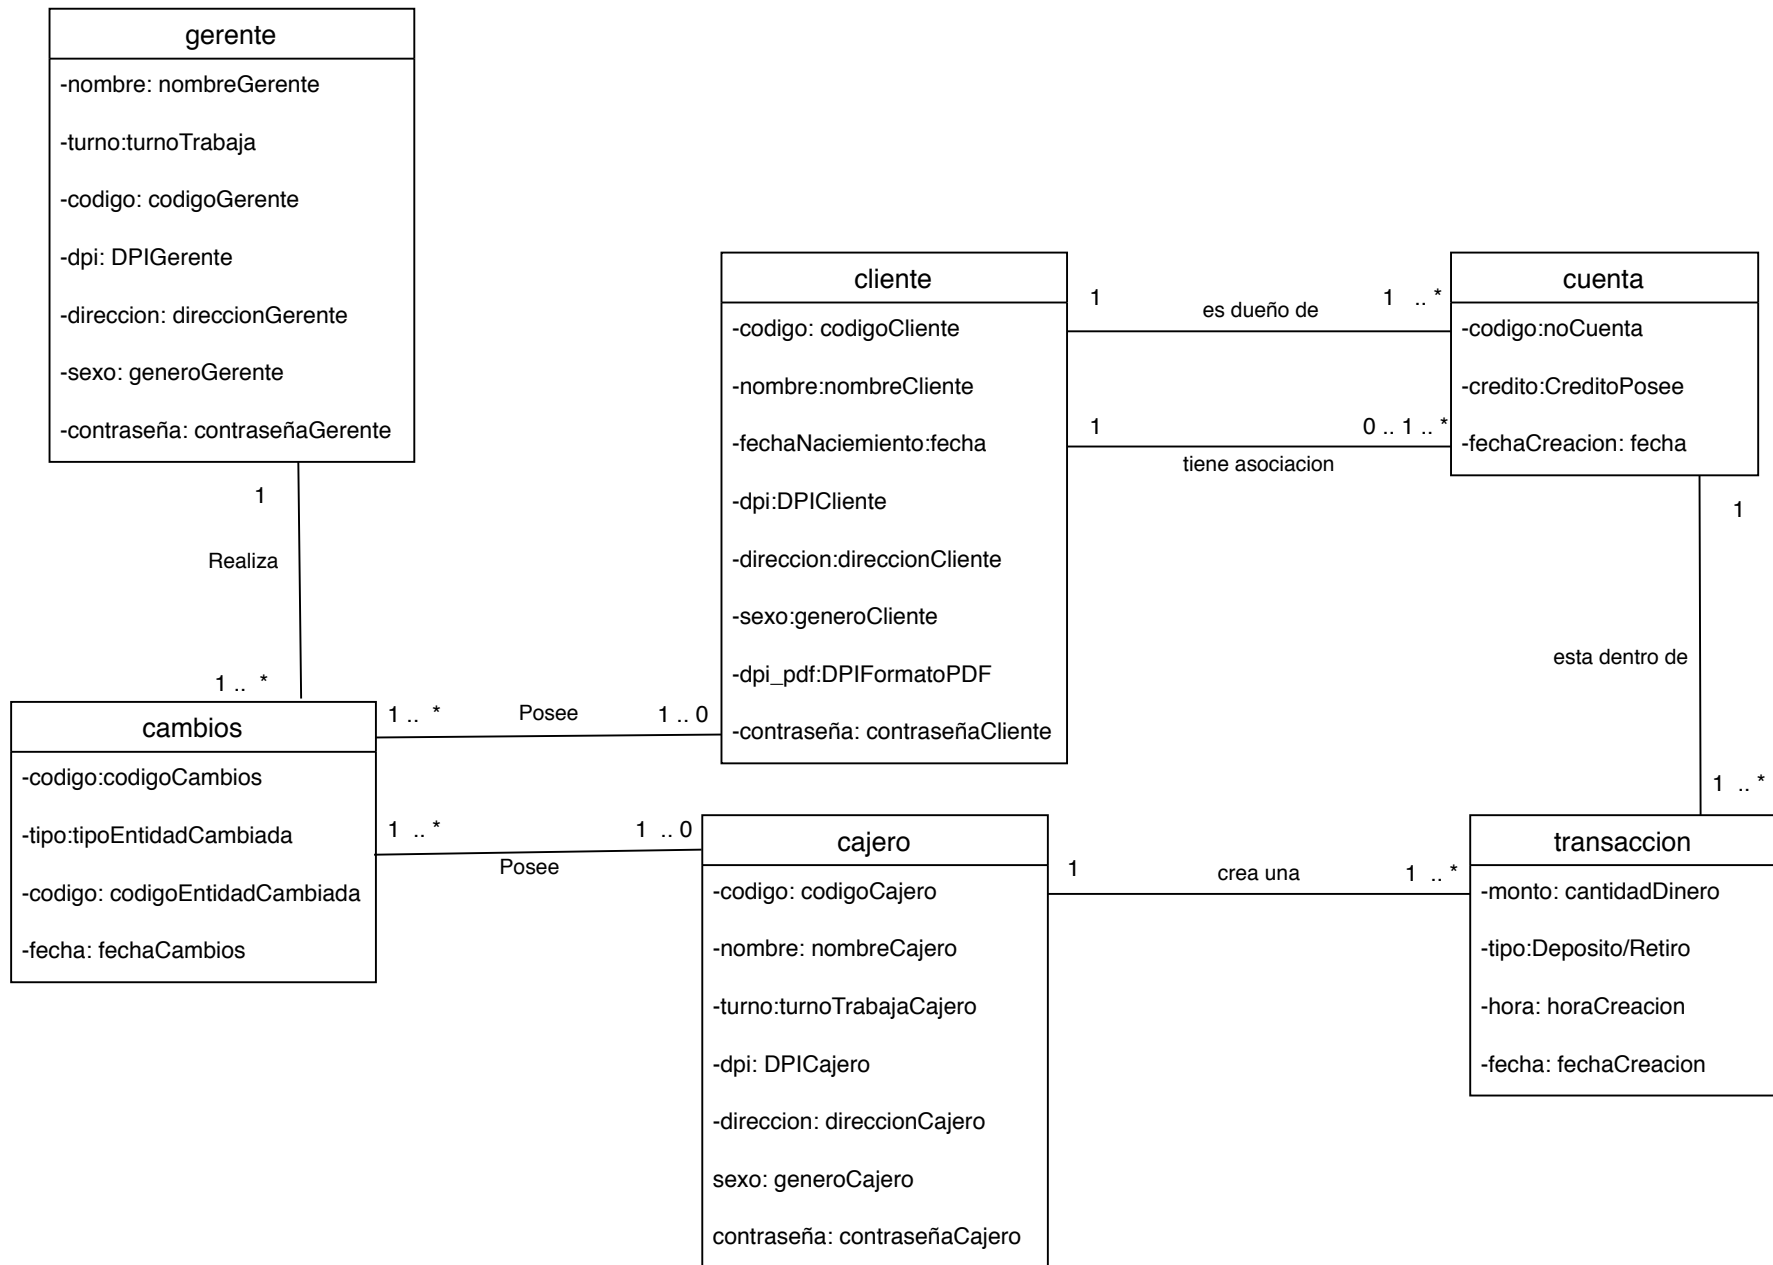 gerente
-nombre: nombreGerente
-turno:turnoTrabaja
-codigo: codigoGerente
-dpi: DPIGerente
-direccion: direccionGerente
-sexo: generoGerente
-contraseña: contraseñaGerente
1
Realiza
1 .. *
cambios
-codigo:codigoCambios
-tipo:tipoEntidadCambiada
-codigo: codigoEntidadCambiada
-fecha: fechaCambios
1 .. * Posee 1 .. 0
1 .. * Posee 1 .. 0
cliente
-codigo: codigoCliente
-nombre:nombreCliente
-fechaNaciemiento:fecha
-dpi:DPICliente
-direccion:direccionCliente
-sexo:generoCliente
-dpi_pdf:DPIFormatoPDF
-contraseña: contraseñaCliente
1 es dueño de 1 .. *
1 tiene asociacion 0 .. 1 .. *
cuenta
-codigo:noCuenta
-credito:CreditoPosee
-fechaCreacion: fecha
1
esta dentro de
1 .. *
cajero
-codigo: codigoCajero
-nombre: nombreCajero
-turno:turnoTrabajaCajero
-dpi: DPICajero
-direccion: direccionCajero
sexo: generoCajero
contraseña: contraseñaCajero
1 crea una 1 .. *
transaccion
-monto: cantidadDinero
-tipo:Deposito/Retiro
-hora: horaCreacion
-fecha: fechaCreacion